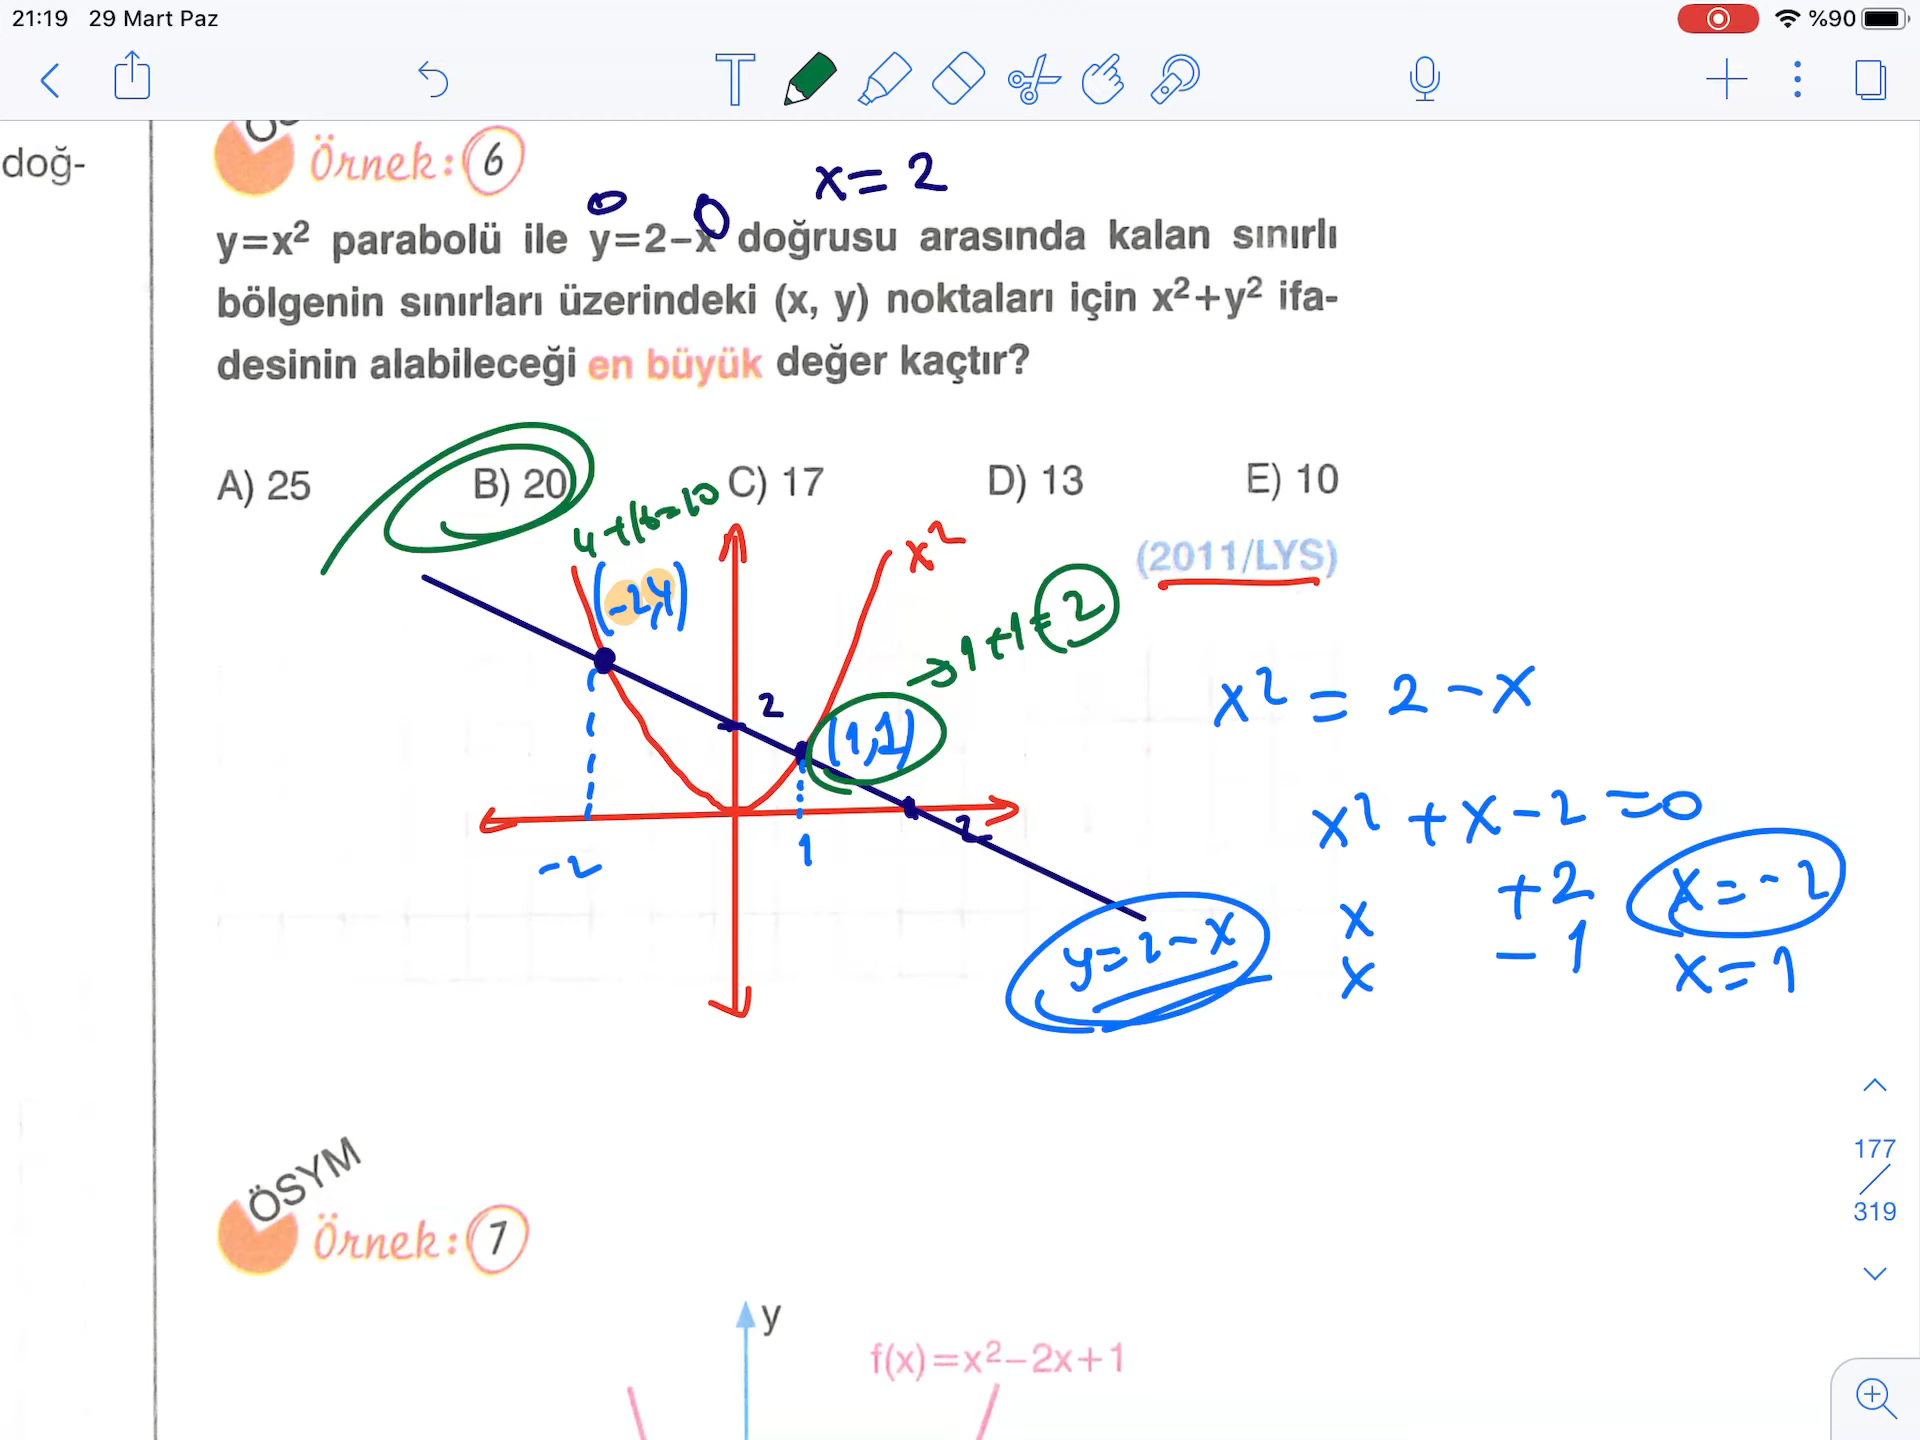 21:19 29 Mart Paz %90
doğ-
Örnek: 6
x = 2
0 0
y=x² parabolü ile y=2−x doğrusu arasında kalan sınırlı
bölgenin sınırları üzerindeki (x, y) noktaları için x²+y² ifa-
desinin alabileceği en büyük değer kaçtır?
A) 25 B) 20 C) 17 D) 13 E) 10
(2011/LYS)
x²
(-2,4)
1+1=2
2
(1,1)
x² = 2 - x
x² + x - 2 = 0
-2
1
2
x +2 x = -2
x - 1 x = 1
y = 2 - x
177
319
ÖSYM
Örnek: 7
y
f(x)=x²−2x+1